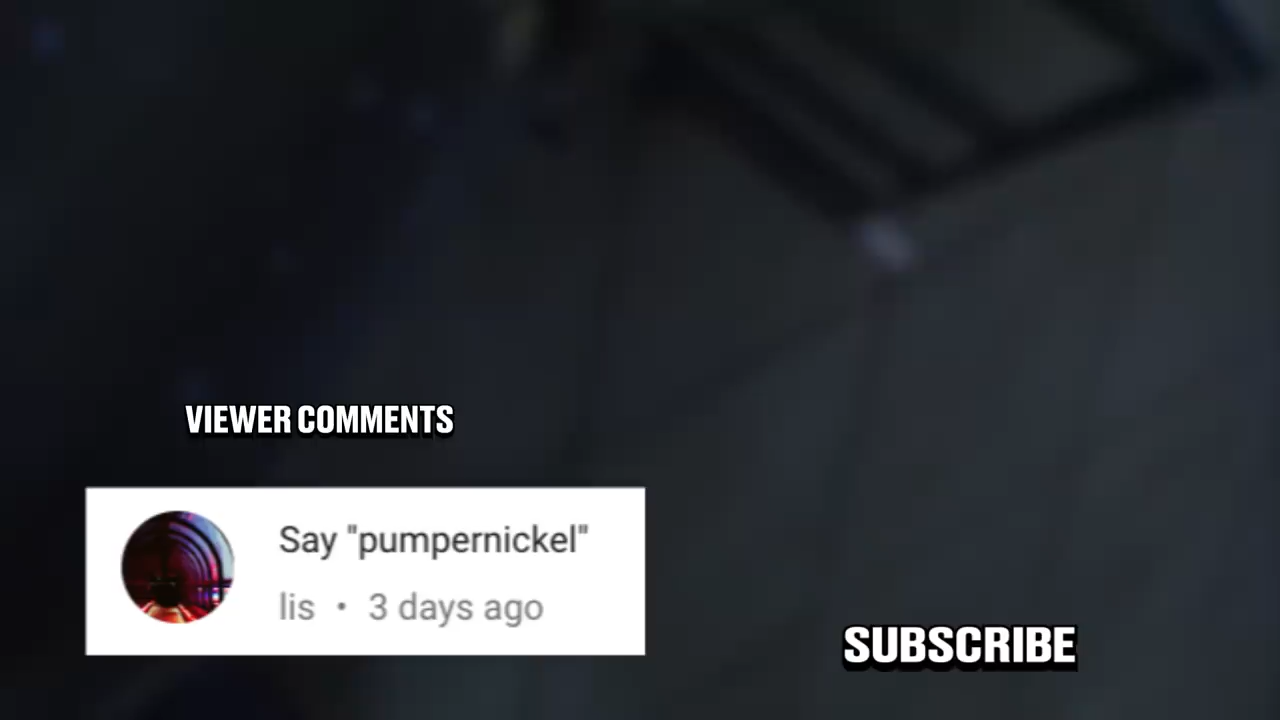 VIEWER COMMENTS
Say "pumpernickel"
lis • 3 days ago
SUBSCRIBE